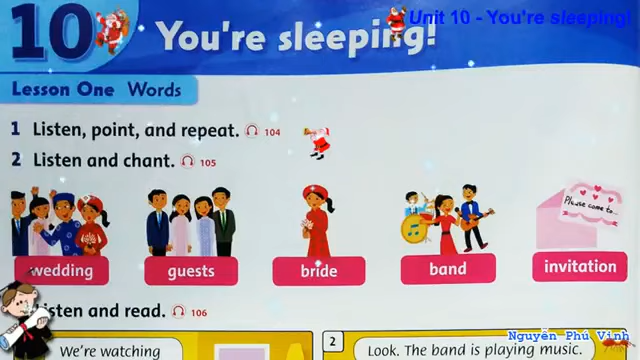 10
You're sleeping!
Unit 10 - You're sleeping!
Lesson One Words
1 Listen, point, and repeat. 104
2 Listen and chant. 105
Please come to...
wedding
guests
bride
band
invitation
Listen and read. 106
We're watching
2
Look. The band is playing music.
Nguyễn Phú Vinh